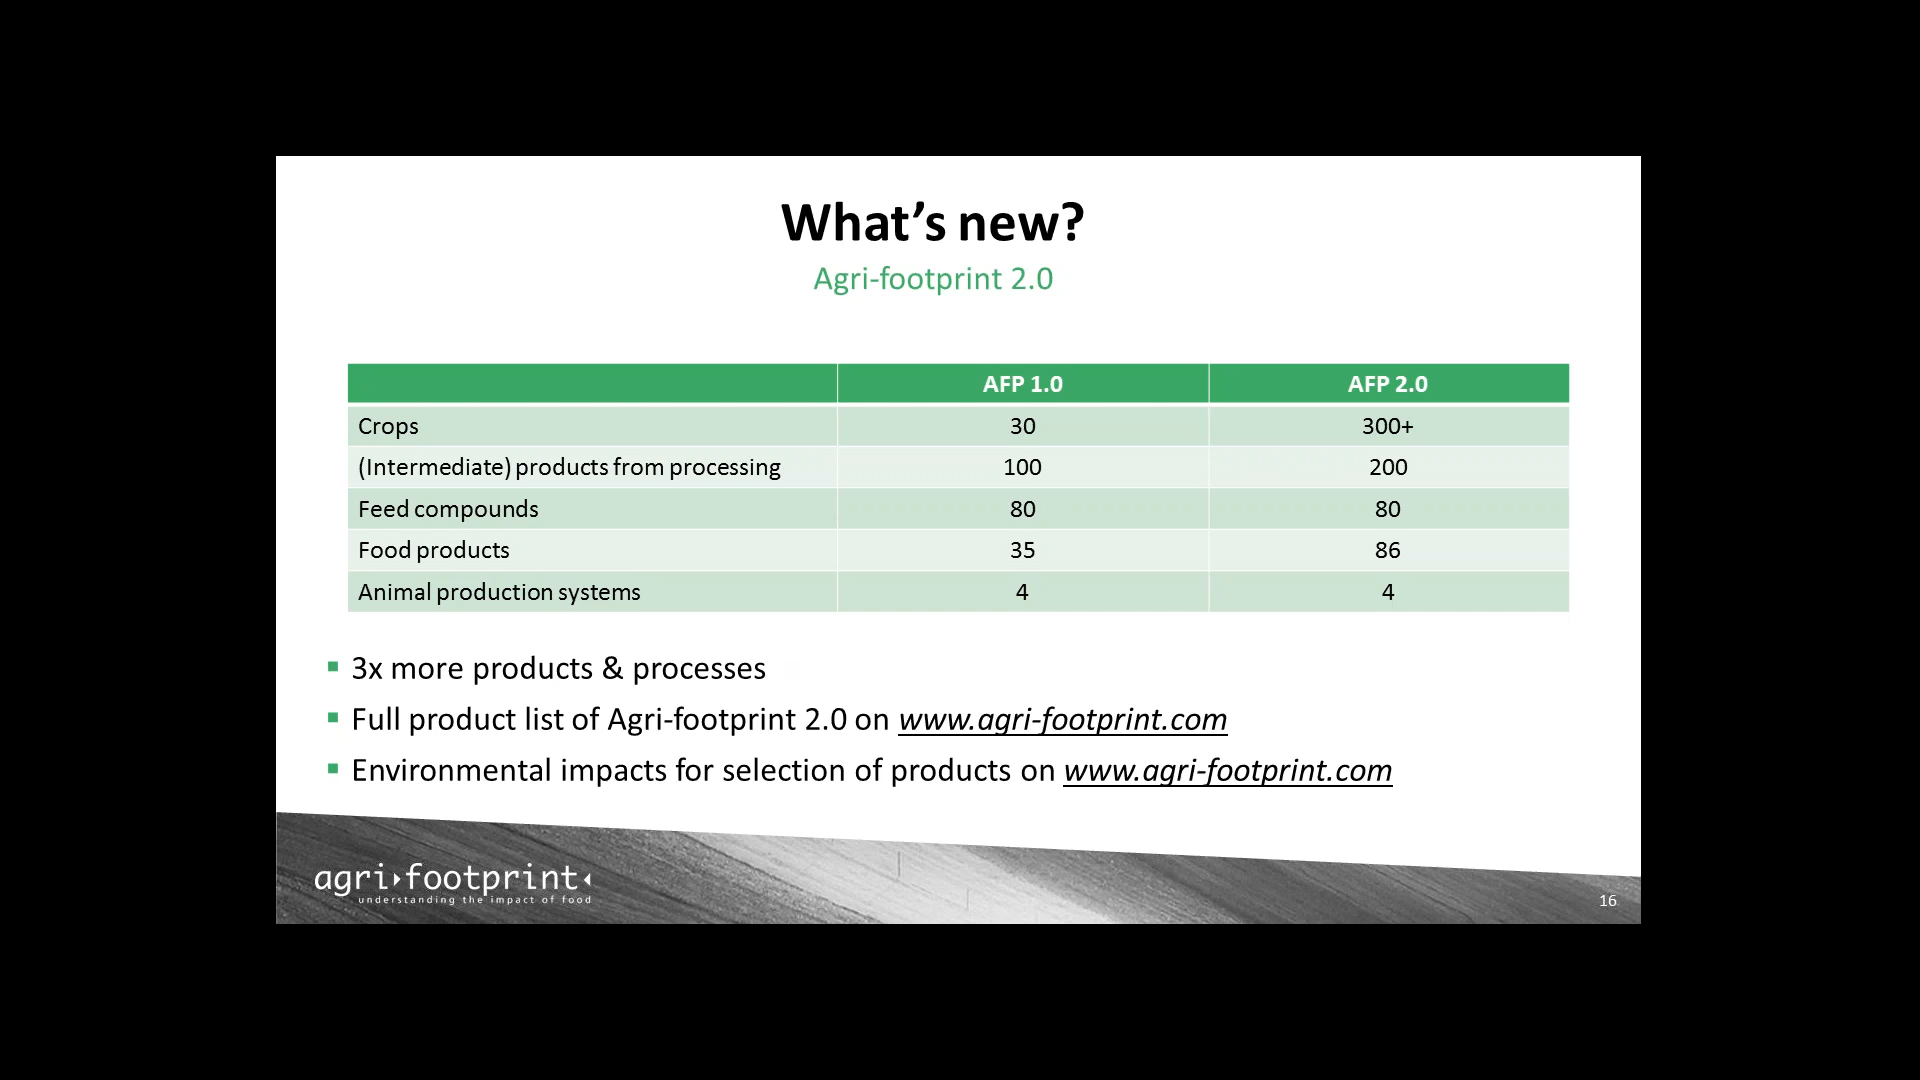 What’s new?
Agri-footprint 2.0
AFP 1.0 AFP 2.0
Crops 30 300+
(Intermediate) products from processing 100 200
Feed compounds 80 80
Food products 35 86
Animal production systems 4 4
3x more products & processes
Full product list of Agri-footprint 2.0 on www.agri-footprint.com
Environmental impacts for selection of products on www.agri-footprint.com
agri footprint
understanding the impact of food
16